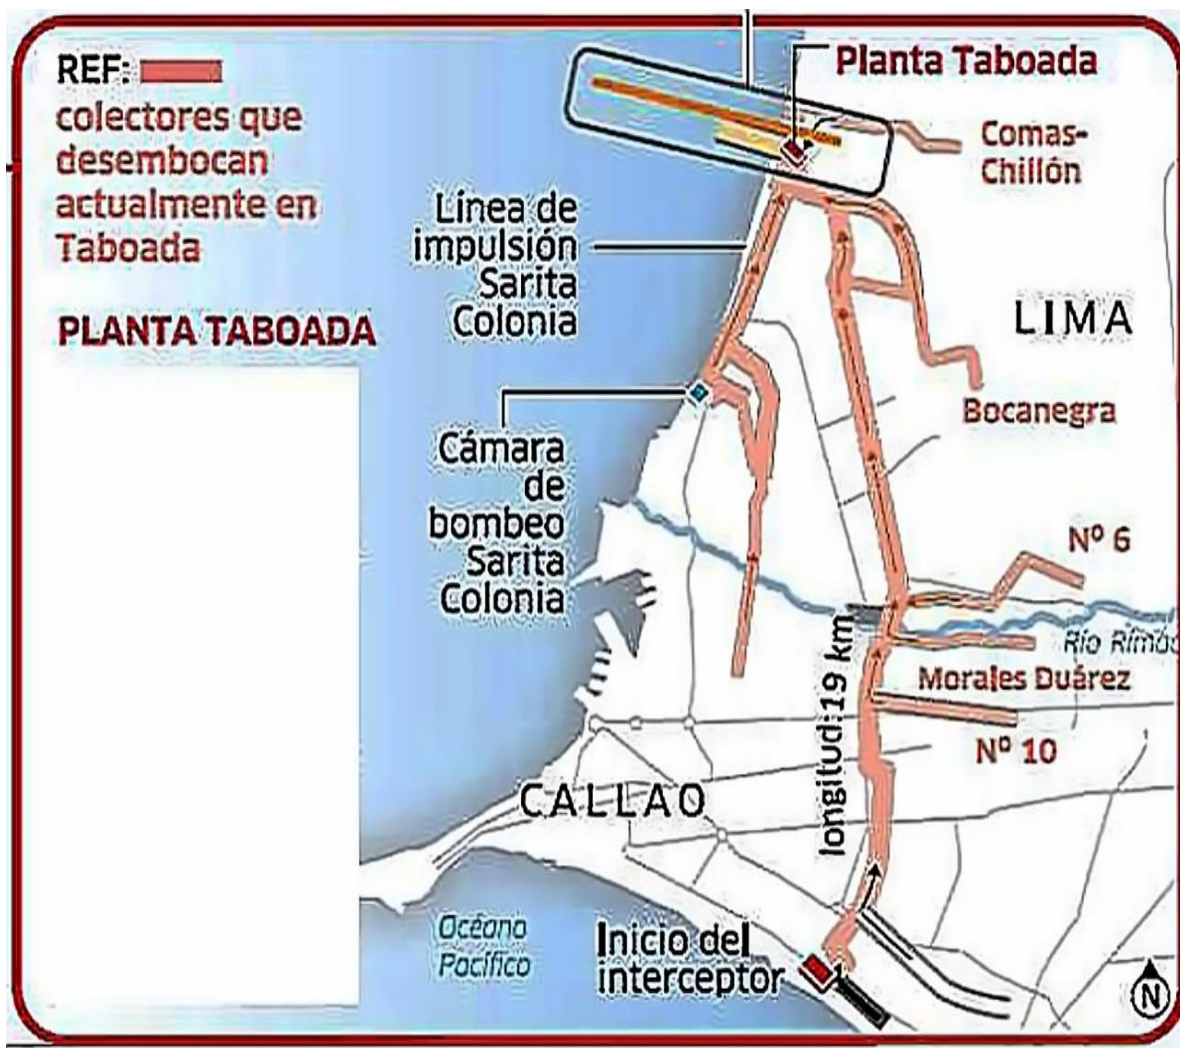 REF:
colectores que
desembocan
actualmente en
Taboada
PLANTA TABOADA
Planta Taboada
Comas-
Chillón
Línea de
impulsión
Sarita
Colonia
LIMA
Bocanegra
Cámara
de
bombeo
Sarita
Colonia
Nº 6
Río Rímac
Morales Duárez
Nº 10
longitud:19 km
CALLAO
Océano
Pacífico
Inicio del
interceptor
N